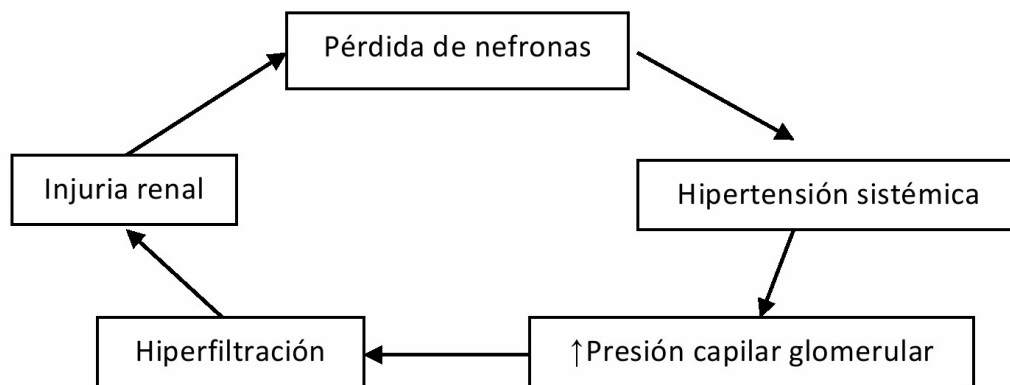 Pérdida de nefronas
Injuria renal
Hipertensión sistémica
Hiperfiltración
↑Presión capilar glomerular